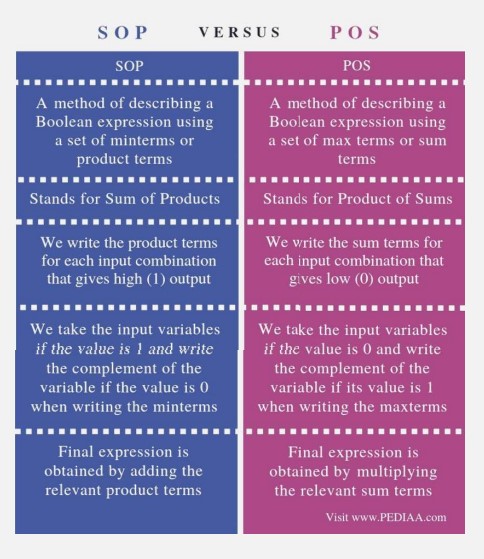 SOP VERSUS POS
SOP
A method of describing a
Boolean expression using
a set of minterms or
product terms
Stands for Sum of Products
We write the product terms
for each input combination
that gives high (1) output
We take the input variables
if the value is 1 and write
the complement of the
variable if the value is 0
when writing the minterms
Final expression is
obtained by adding the
relevant product terms
POS
A method of describing a
Boolean expression using
a set of max terms or sum
terms
Stands for Product of Sums
We write the sum terms for
each input combination that
gives low (0) output
We take the input variables
if the value is 0 and write
the complement of the
variable if its value is 1
when writing the maxterms
Final expression is
obtained by multiplying
the relevant sum terms
Visit www.PEDIAA.com